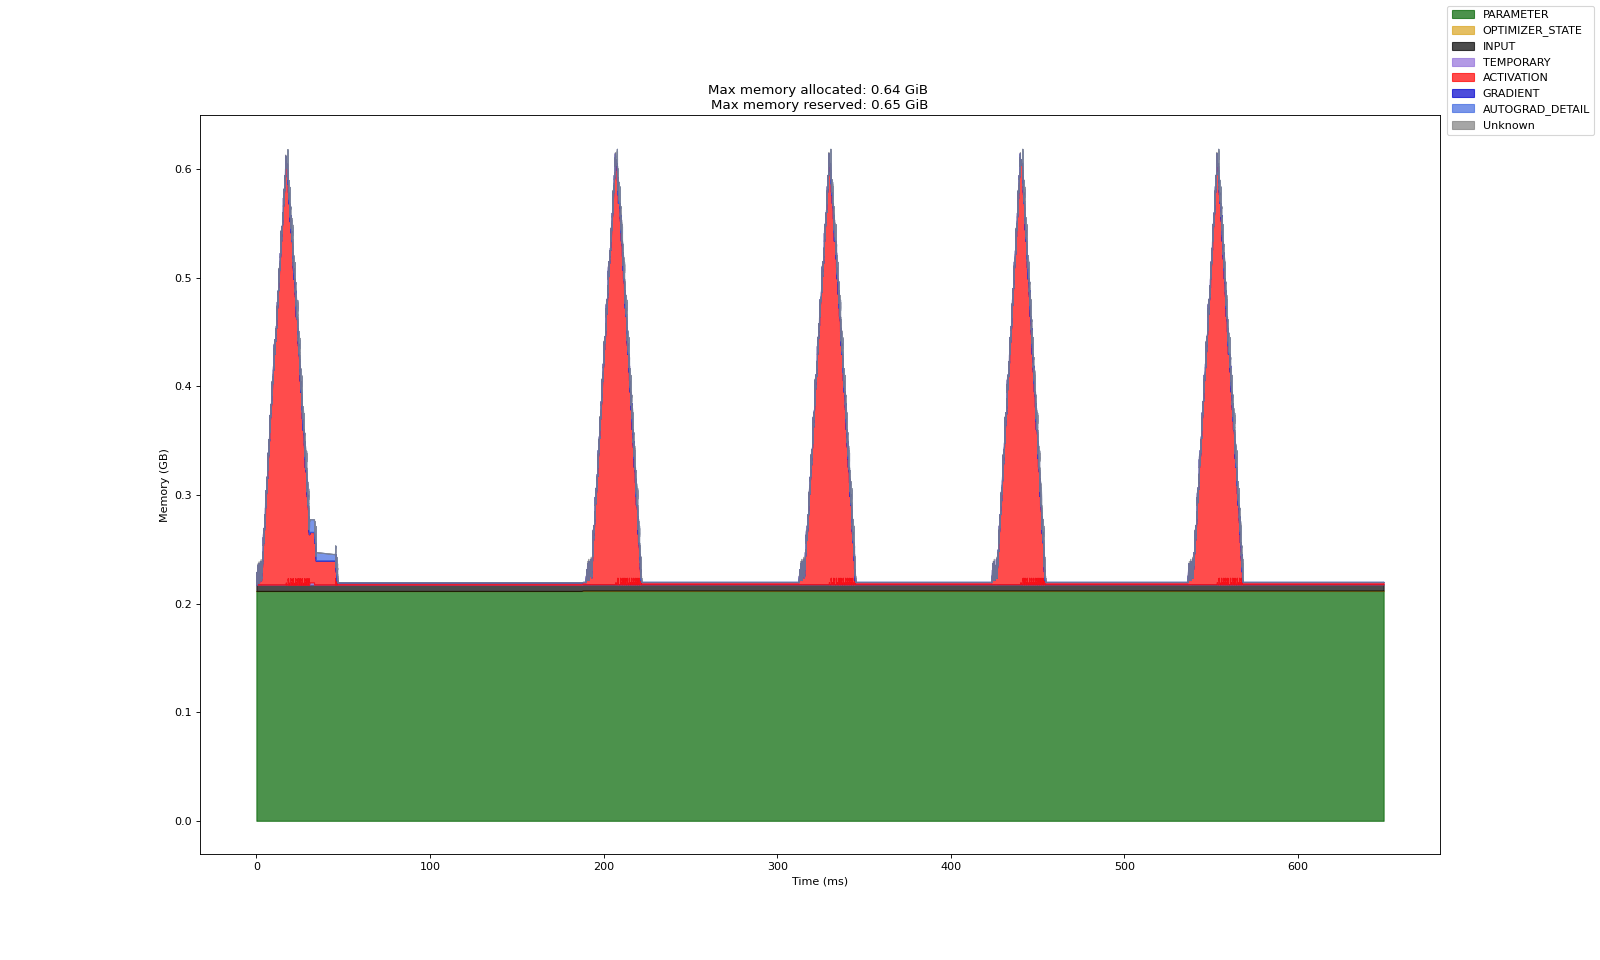 PARAMETER
OPTIMIZER_STATE
INPUT
TEMPORARY
ACTIVATION
GRADIENT
AUTOGRAD_DETAIL
Unknown
Max memory allocated: 0.64 GiB
Max memory reserved: 0.65 GiB
0.6
0.5
0.4
0.3
0.2
0.1
0.0
Memory (GB)
0 100 200 300 400 500 600
Time (ms)